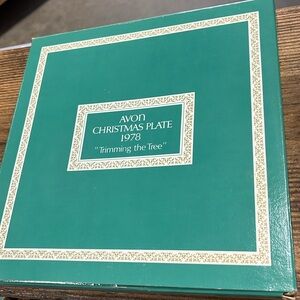 AVON
CHRISTMAS PLATE
1978
"Trimming the Tree"